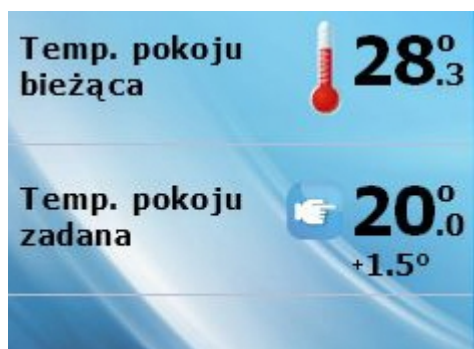 Temp. pokoju 28°.3
bieżąca
Temp. pokoju 20°.0
zadana
+1.5°